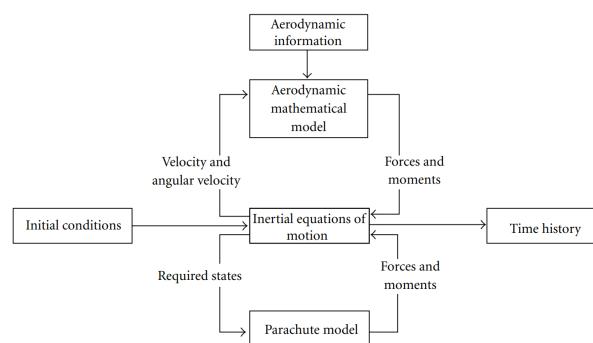 Aerodynamic
information
Aerodynamic
mathematical
model
Velocity and
angular velocity
Forces and
moments
Initial conditions
Inertial equations of
motion
Time history
Required states
Forces and
moments
Parachute model